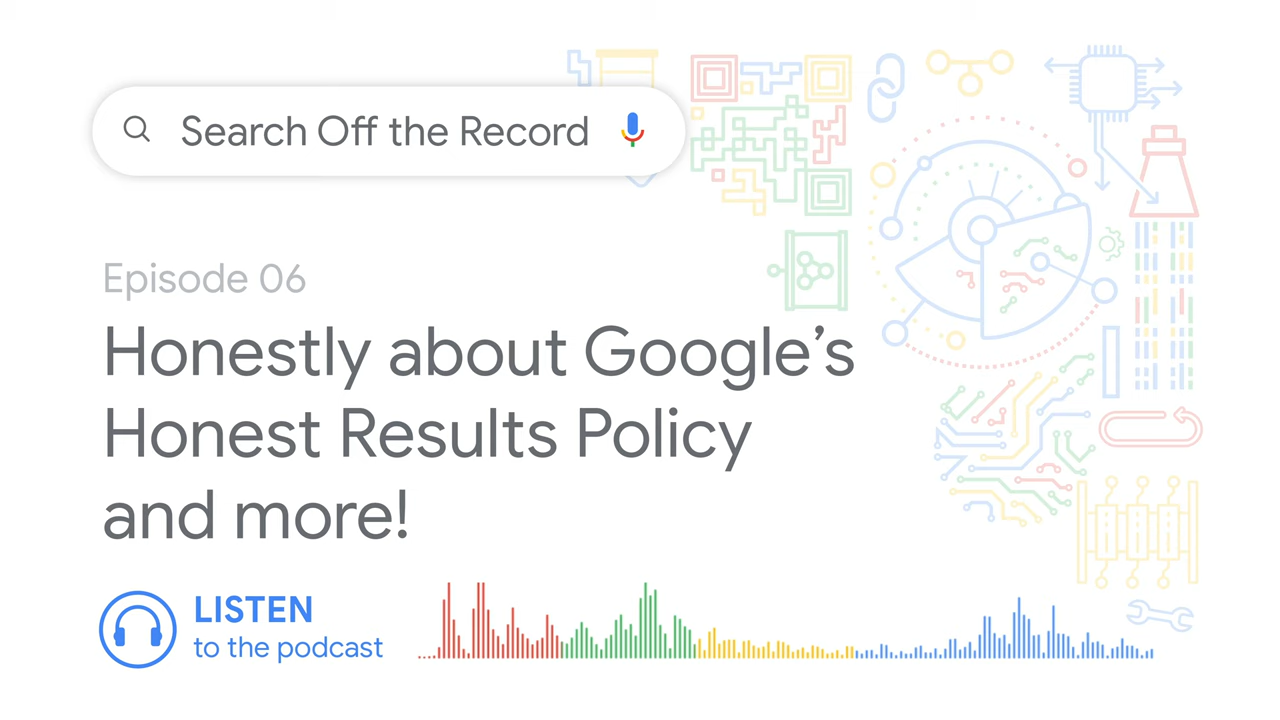 Search Off the Record
Episode 06
Honestly about Google’s
Honest Results Policy
and more!
LISTEN
to the podcast